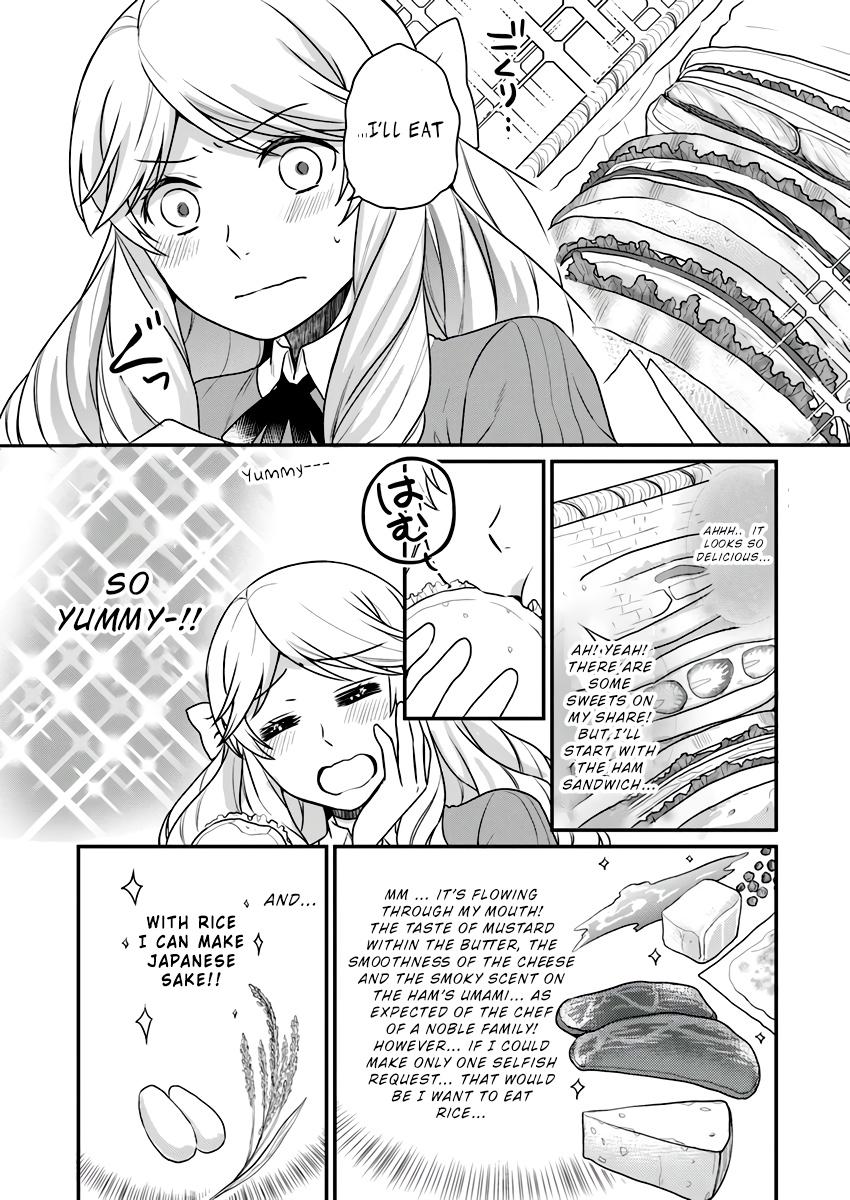 ごくり…
...I'LL EAT
ぐっ
AHHH.. IT
LOOKS SO
DELICIOUS...
AH! YEAH!
THERE ARE
SOME
SWEETS ON
MY SHARE!
BUT I'LL
START WITH
THE HAM
SANDWICH...
はむー
Yummy---
SO
YUMMY-!!
MM ... IT'S FLOWING
THROUGH MY MOUTH!
THE TASTE OF MUSTARD
WITHIN THE BUTTER, THE
SMOOTHNESS OF THE CHEESE
AND THE SMOKY SCENT ON
THE HAM'S UMAMI... AS
EXPECTED OF THE CHEF
OF A NOBLE FAMILY!
HOWEVER... IF I COULD
MAKE ONLY ONE SELFISH
REQUEST... THAT WOULD
BE I WANT TO EAT
RICE...
AND...
WITH RICE
I CAN MAKE
JAPANESE
SAKE!!